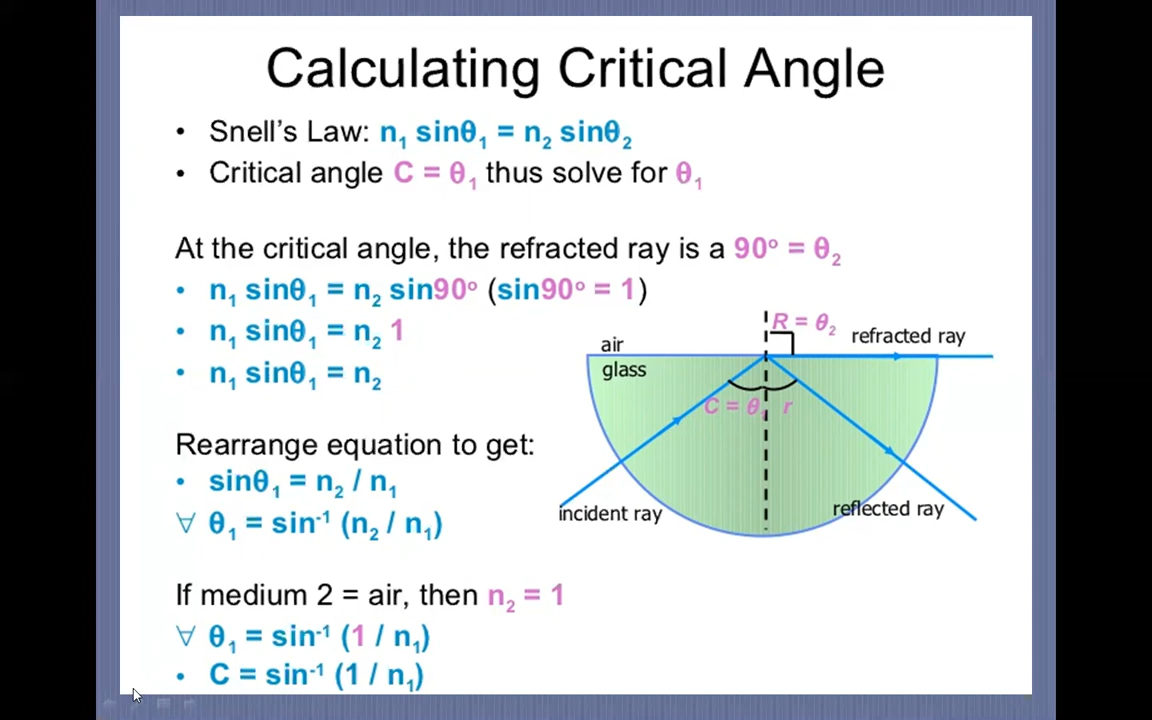 Calculating Critical Angle
• Snell's Law: n₁ sinθ₁ = n₂ sinθ₂
• Critical angle C = θ₁ thus solve for θ₁
At the critical angle, the refracted ray is a 90° = θ₂
• n₁ sinθ₁ = n₂ sin90° (sin90° = 1)
• n₁ sinθ₁ = n₂ 1
• n₁ sinθ₁ = n₂
Rearrange equation to get:
• sinθ₁ = n₂ / n₁
∀ θ₁ = sin⁻¹ (n₂ / n₁)
If medium 2 = air, then n₂ = 1
∀ θ₁ = sin⁻¹ (1 / n₁)
• C = sin⁻¹ (1 / n₁)
R = θ₂
refracted ray
air
glass
C = θ₁ r
incident ray
reflected ray